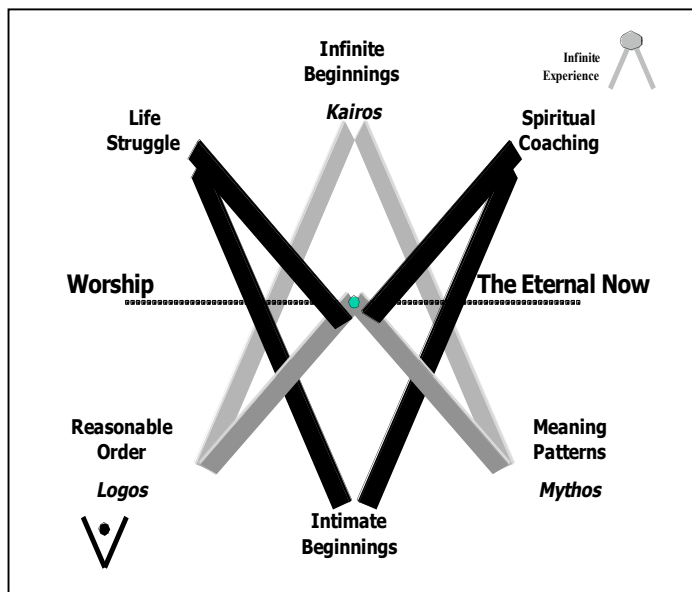 Infinite
Beginnings
Kairos
Infinite
Experience
Life
Struggle
Spiritual
Coaching
Worship
The Eternal Now
Reasonable
Order
Logos
Meaning
Patterns
Mythos
Intimate
Beginnings